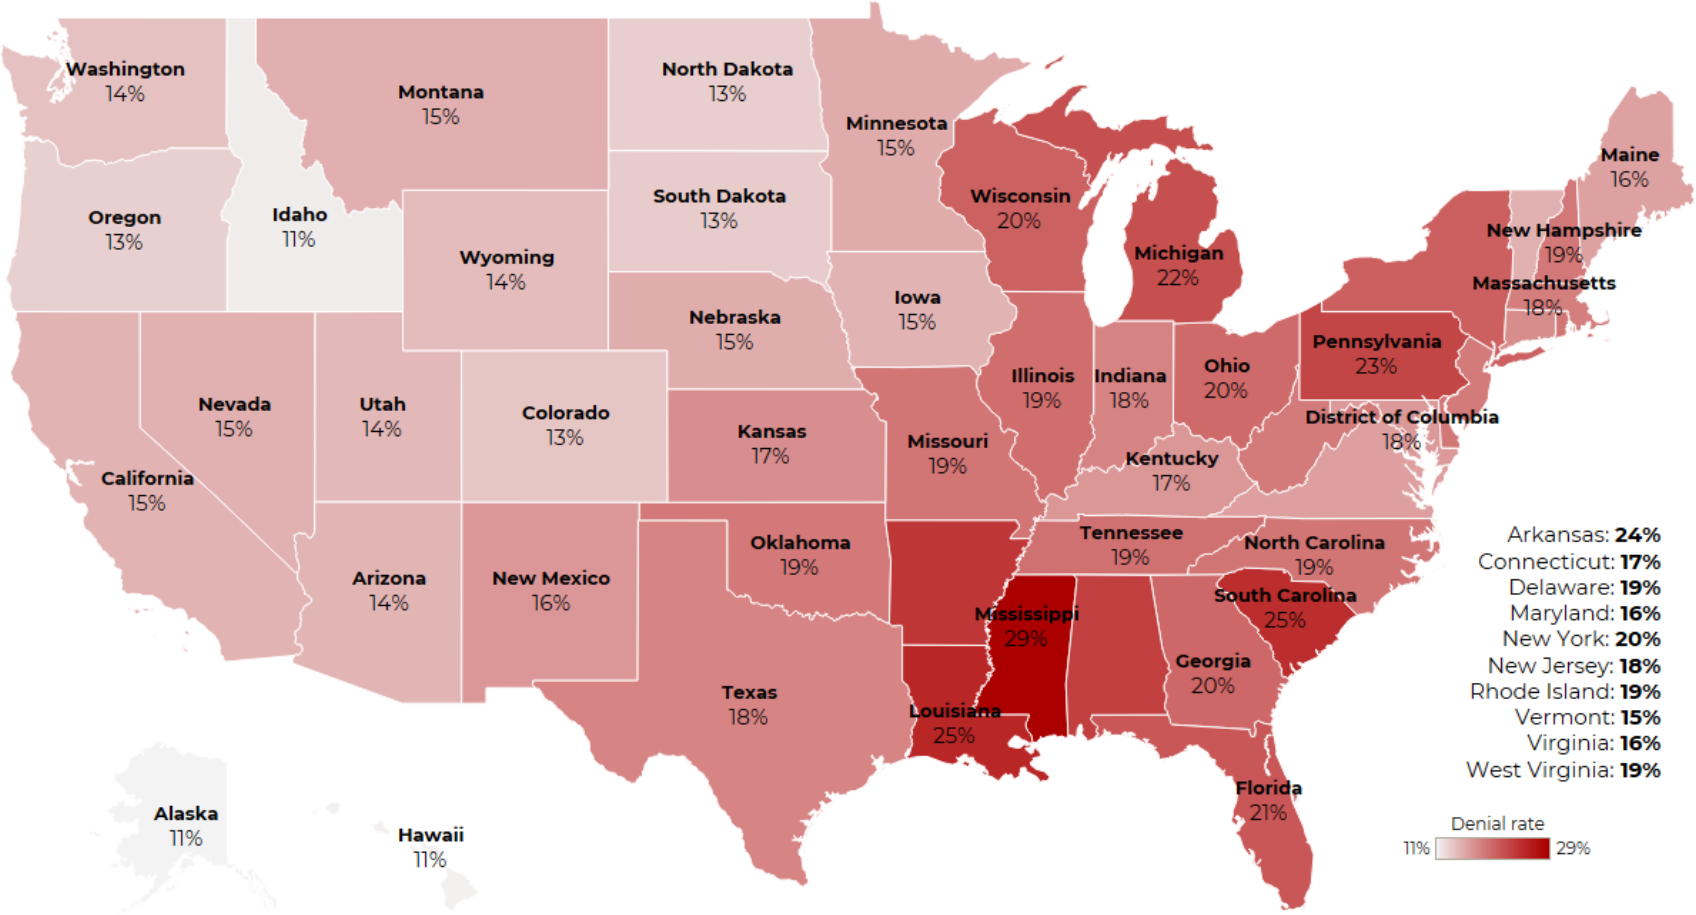 Washington
14%
Montana
15%
North Dakota
13%
Minnesota
15%
Maine
16%
Oregon
13%
Idaho
11%
South Dakota
13%
Wisconsin
20%
Wyoming
14%
Michigan
22%
New Hampshire
19%
Massachusetts
18%
Nebraska
15%
Iowa
15%
Pennsylvania
23%
Nevada
15%
Utah
14%
Colorado
13%
Illinois
19%
Indiana
18%
Ohio
20%
District of Columbia
18%
Kansas
17%
Missouri
19%
Kentucky
17%
California
15%
Arizona
14%
New Mexico
16%
Oklahoma
19%
Tennessee
19%
North Carolina
19%
South Carolina
25%
Mississippi
29%
Georgia
20%
Texas
18%
Louisiana
25%
Florida
21%
Alaska
11%
Hawaii
11%
Arkansas: 24%
Connecticut: 17%
Delaware: 19%
Maryland: 16%
New York: 20%
New Jersey: 18%
Rhode Island: 19%
Vermont: 15%
Virginia: 16%
West Virginia: 19%
Denial rate
11% 29%